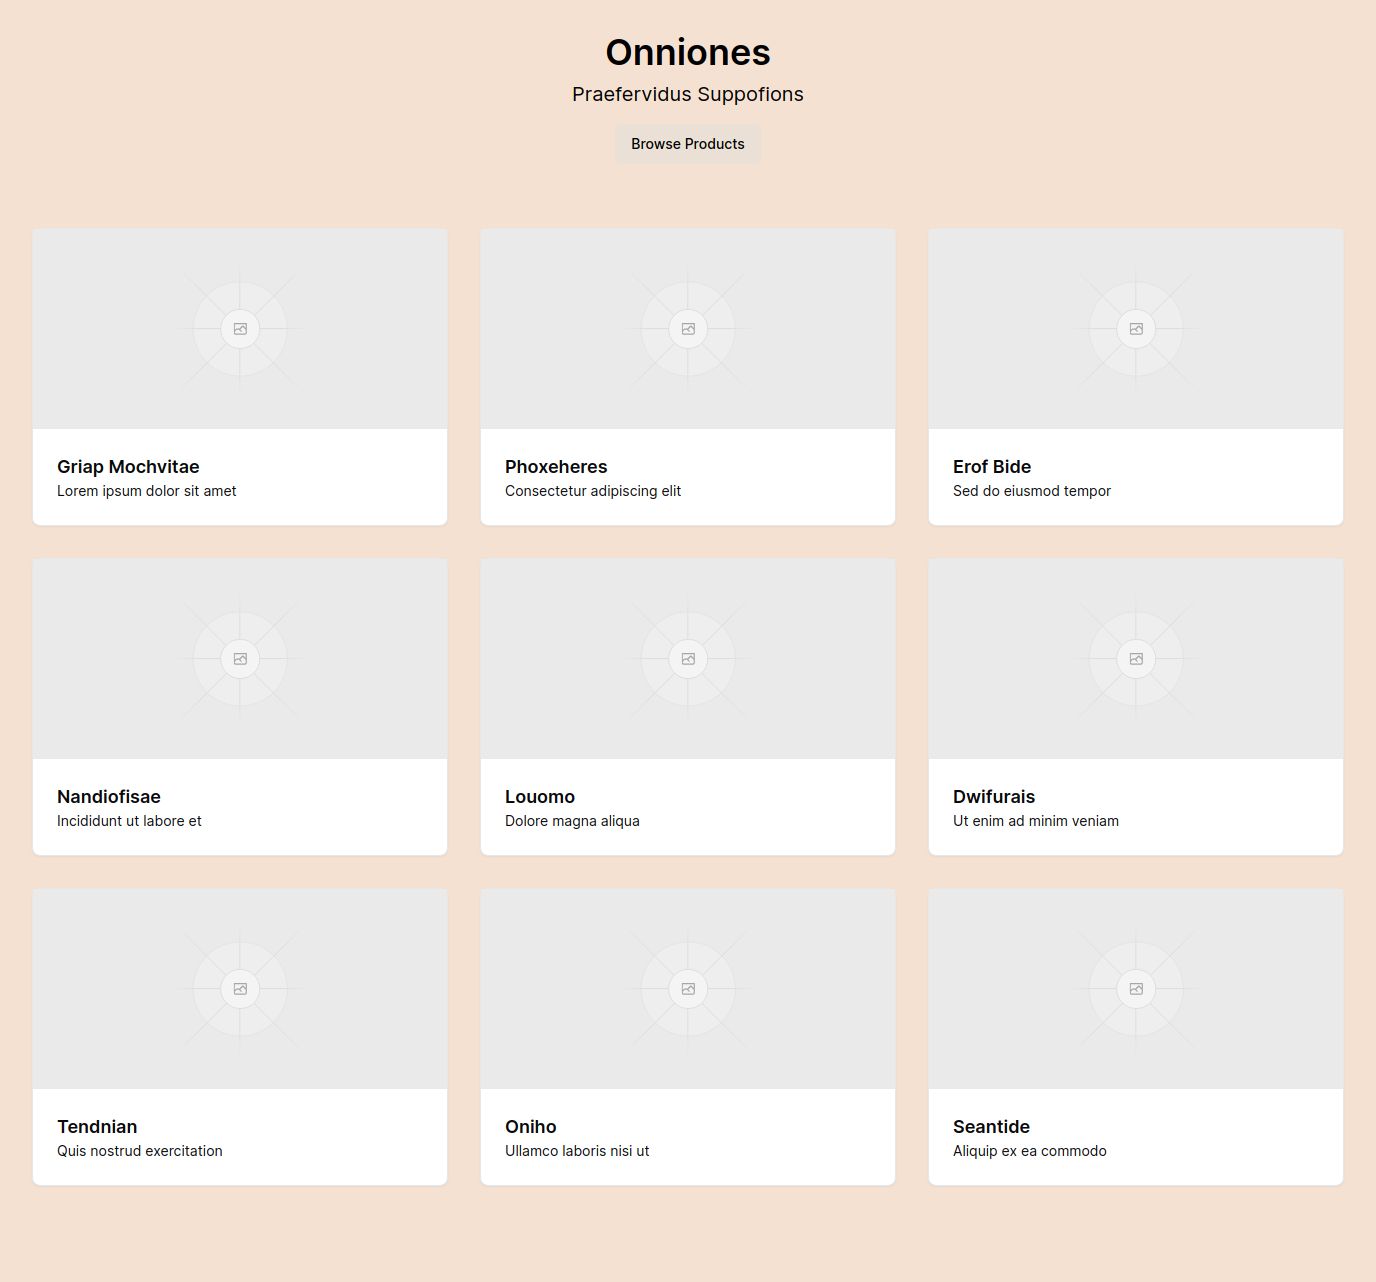 Onniones
Praefervidus Suppofions
Browse Products
Griap Mochvitae
Lorem ipsum dolor sit amet
Phoxeheres
Consectetur adipiscing elit
Erof Bide
Sed do eiusmod tempor
Nandiofisae
Incididunt ut labore et
Louomo
Dolore magna aliqua
Dwifurais
Ut enim ad minim veniam
Tendnian
Quis nostrud exercitation
Oniho
Ullamco laboris nisi ut
Seantide
Aliquip ex ea commodo